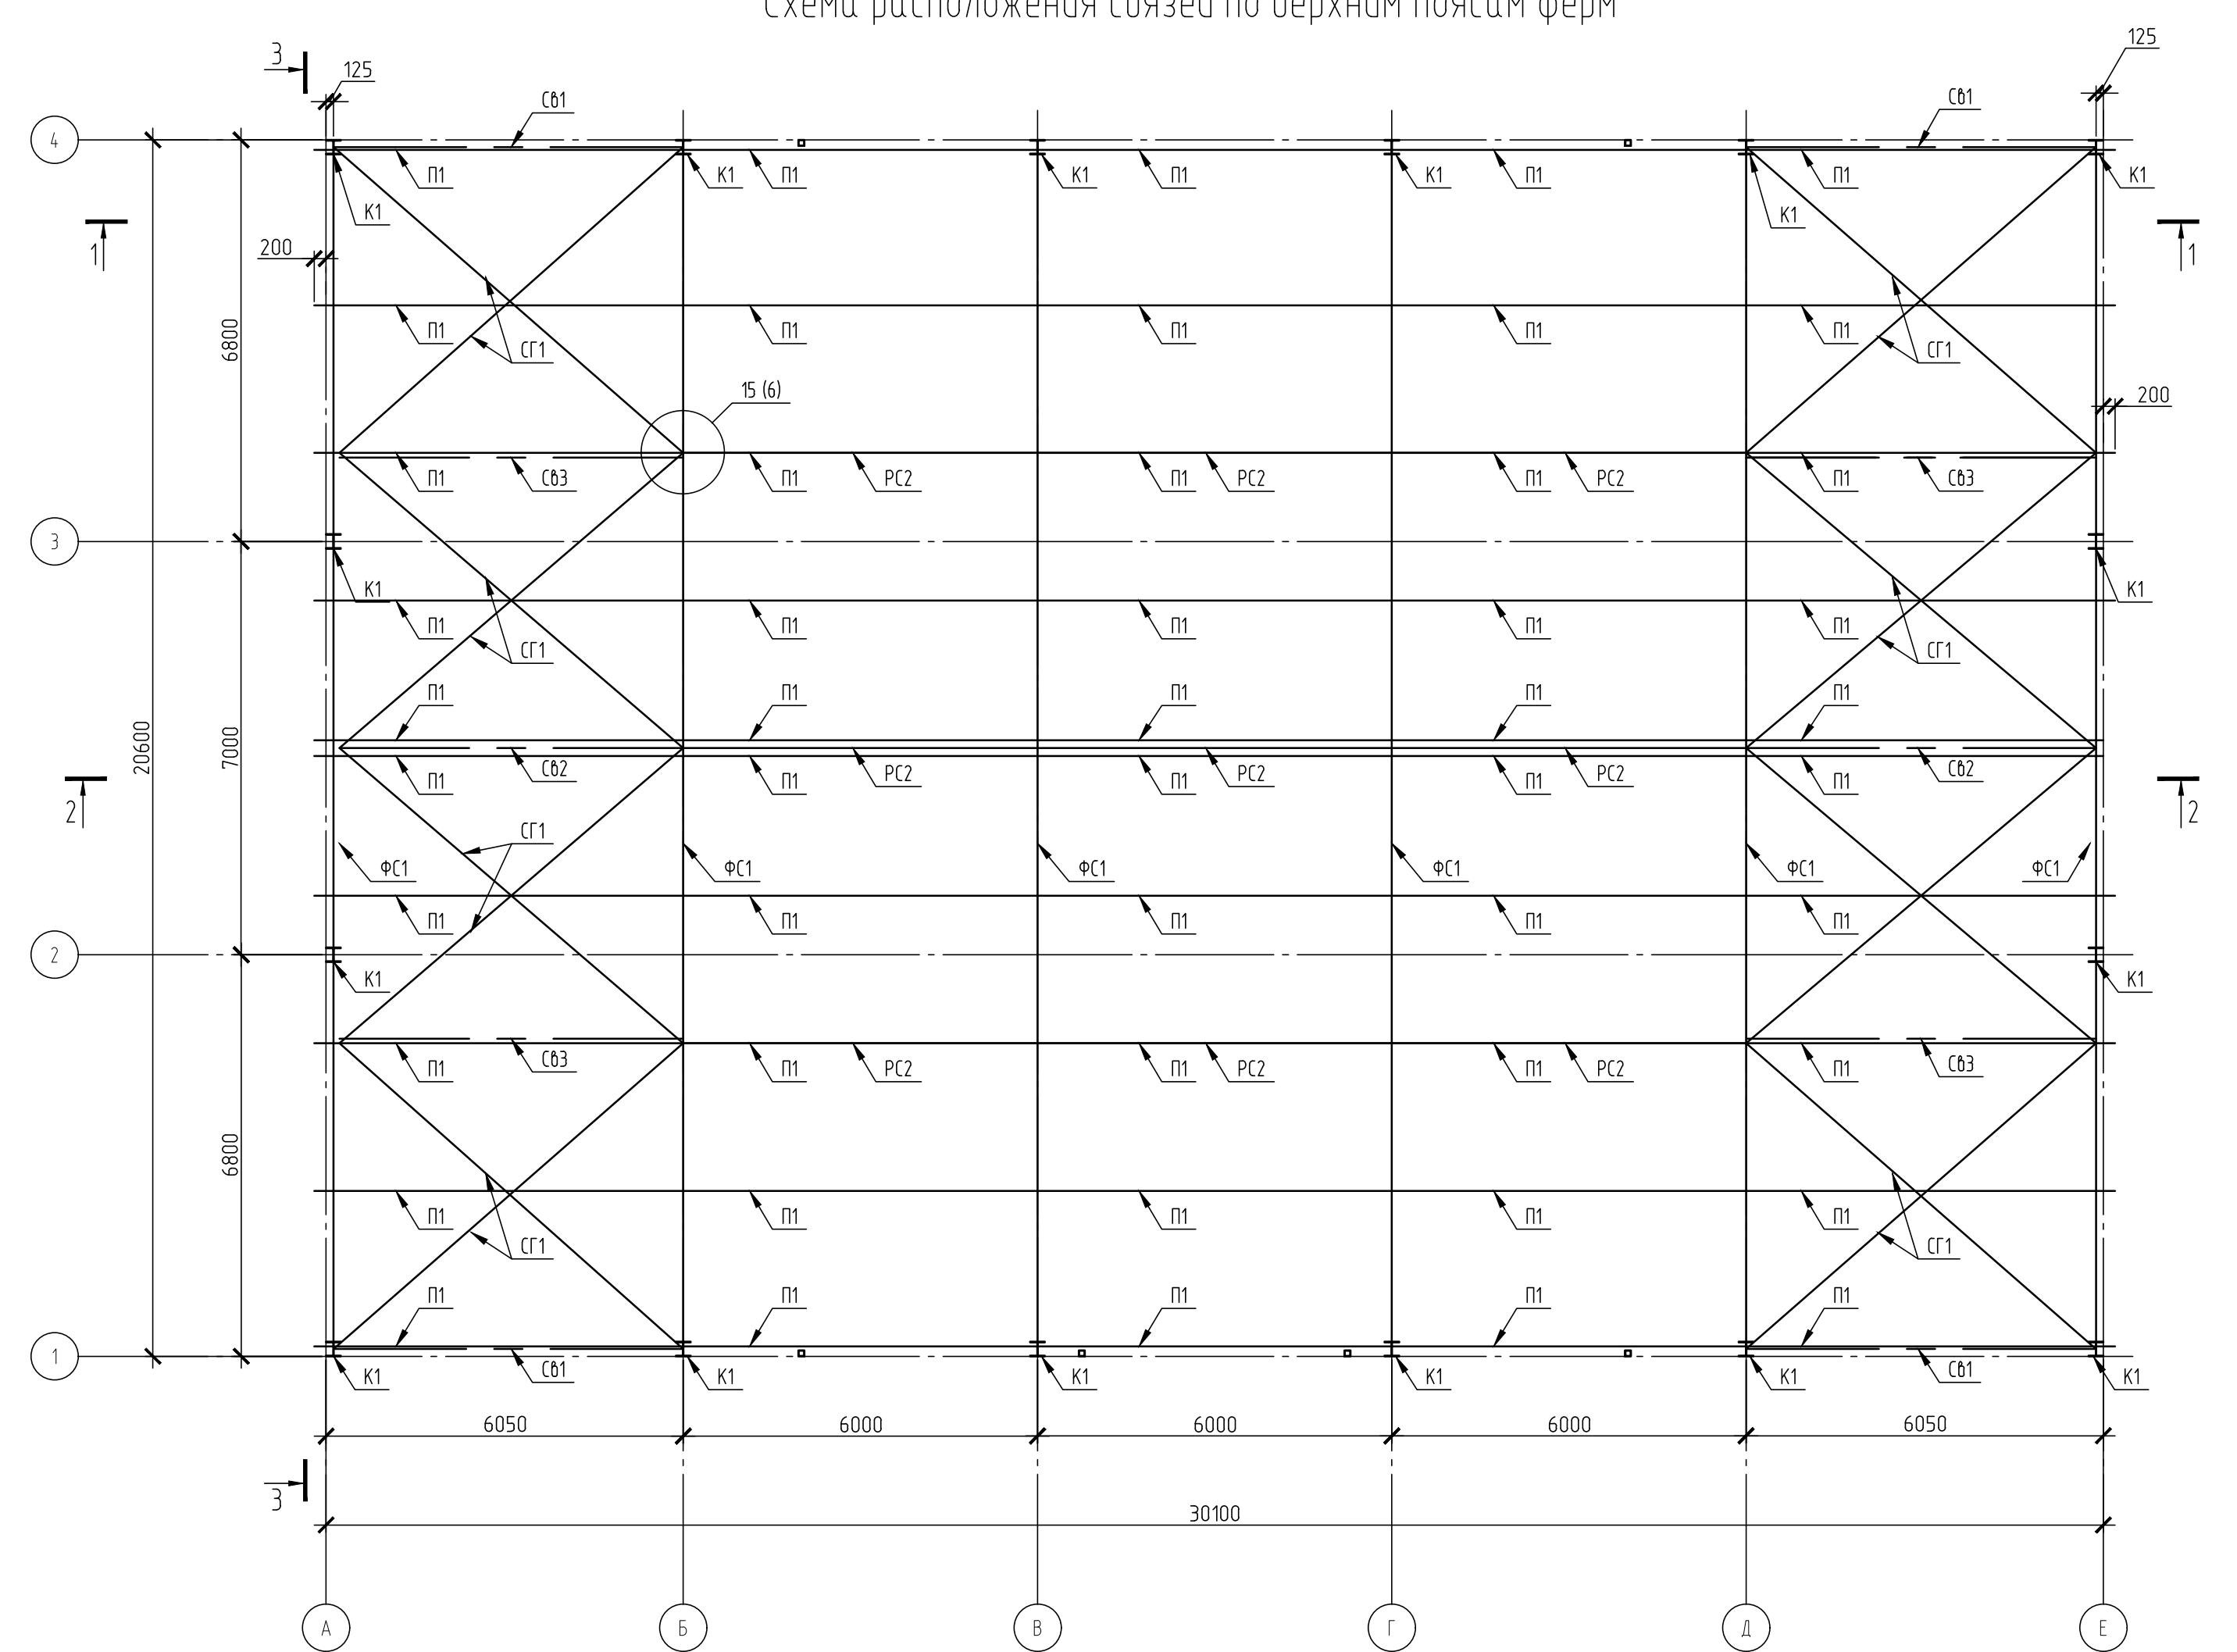 Схема расположения связей по верхним поясам ферм
3
125
125
Св1 Св1
4
П1 К1 П1 К1 П1 К1 П1 П1 К1
К1 К1
1 1
200
П1 П1 П1 П1 П1
6800
СГ1 СГ1
15 (6)
200
П1 Св3 П1 РС2 П1 РС2 П1 РС2 П1 Св3
3
К1 К1
П1 П1 П1 П1 П1
СГ1 СГ1
П1 П1 П1 П1 П1
20600 7000
П1 Св2 П1 РС2 П1 РС2 П1 РС2 П1 Св2
2 2
СГ1
ФС1 ФС1 ФС1 ФС1 ФС1 ФС1
П1 П1 П1 П1 П1
2
К1 К1
П1 Св3 П1 РС2 П1 РС2 П1 РС2 П1 Св3
6800
П1 П1 П1 П1 П1
СГ1 СГ1
П1 П1 П1 П1 П1
1
К1 Св1 К1 К1 К1 К1 Св1 К1
6050 6000 6000 6000 6050
3
30100
А Б В Г Д Е